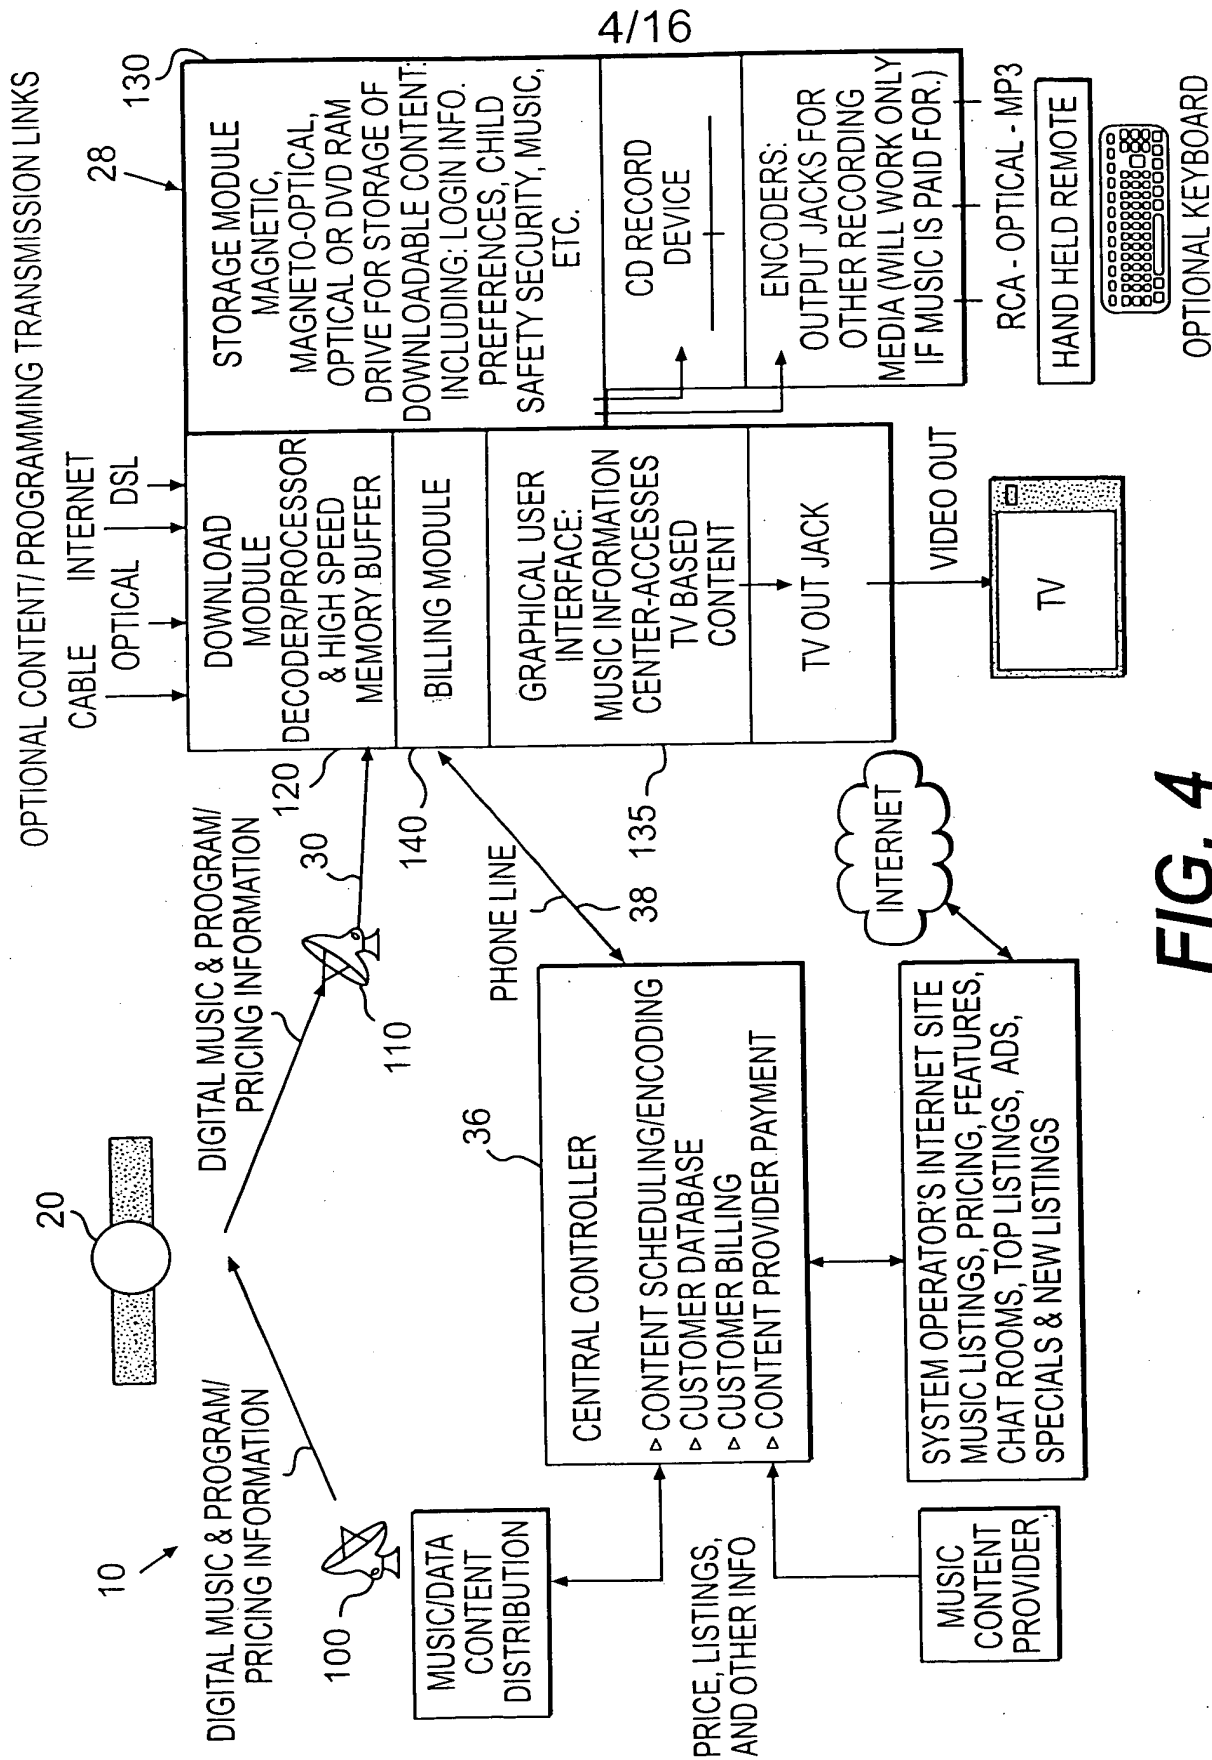 4/16
OPTIONAL CONTENT/ PROGRAMMING TRANSMISSION LINKS
CABLE
OPTICAL
INTERNET
DSL
28
130
10
20
DIGITAL MUSIC & PROGRAM/
PRICING INFORMATION
DIGITAL MUSIC & PROGRAM/
PRICING INFORMATION
100
110
30
120
DOWNLOAD
MODULE
DECODER/PROCESSOR
& HIGH SPEED
MEMORY BUFFER
STORAGE MODULE
MAGNETIC,
MAGNETO-OPTICAL,
OPTICAL OR DVD RAM
DRIVE FOR STORAGE OF
DOWNLOADABLE CONTENT:
INCLUDING: LOGIN INFO.
PREFERENCES, CHILD
SAFETY SECURITY, MUSIC,
ETC.
140
BILLING MODULE
MUSIC/DATA
CONTENT
DISTRIBUTION
36
PHONE LINE
38
135
GRAPHICAL USER
INTERFACE:
MUSIC INFORMATION
CENTER-ACCESSES
TV BASED
CONTENT
CD RECORD
DEVICE
CENTRAL CONTROLLER
▹ CONTENT SCHEDULING/ENCODING
▹ CUSTOMER DATABASE
▹ CUSTOMER BILLING
▹ CONTENT PROVIDER PAYMENT
PRICE, LISTINGS,
AND OTHER INFO
TV OUT JACK
ENCODERS:
OUTPUT JACKS FOR
OTHER RECORDING
MEDIA (WILL WORK ONLY
IF MUSIC IS PAID FOR.)
INTERNET
VIDEO OUT
RCA - OPTICAL - MP3
MUSIC
CONTENT
PROVIDER
SYSTEM OPERATOR'S INTERNET SITE
MUSIC LISTINGS, PRICING, FEATURES,
CHAT ROOMS, TOP LISTINGS, ADS,
SPECIALS & NEW LISTINGS
TV
HAND HELD REMOTE
OPTIONAL KEYBOARD
FIG. 4